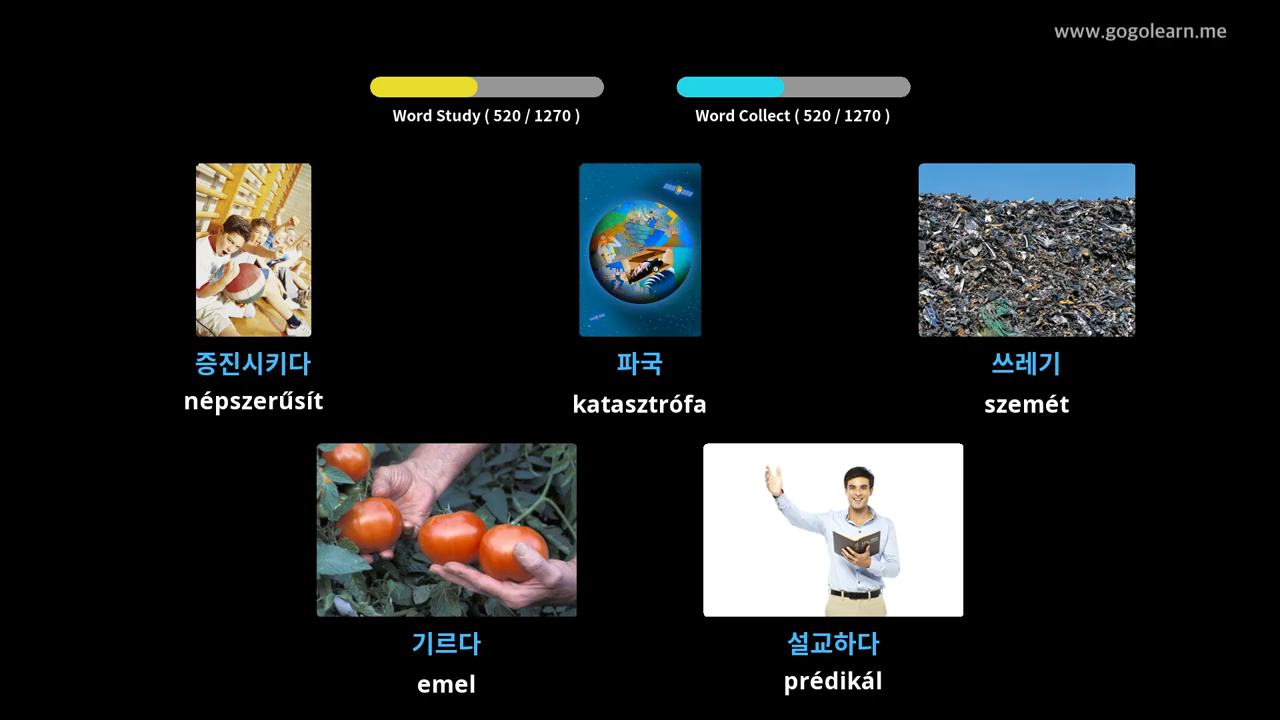 www.gogolearn.me
Word Study ( 520 / 1270 )
Word Collect ( 520 / 1270 )
증진시키다
népszerűsít
파국
katasztrófa
쓰레기
szemét
기르다
emel
설교하다
prédikál